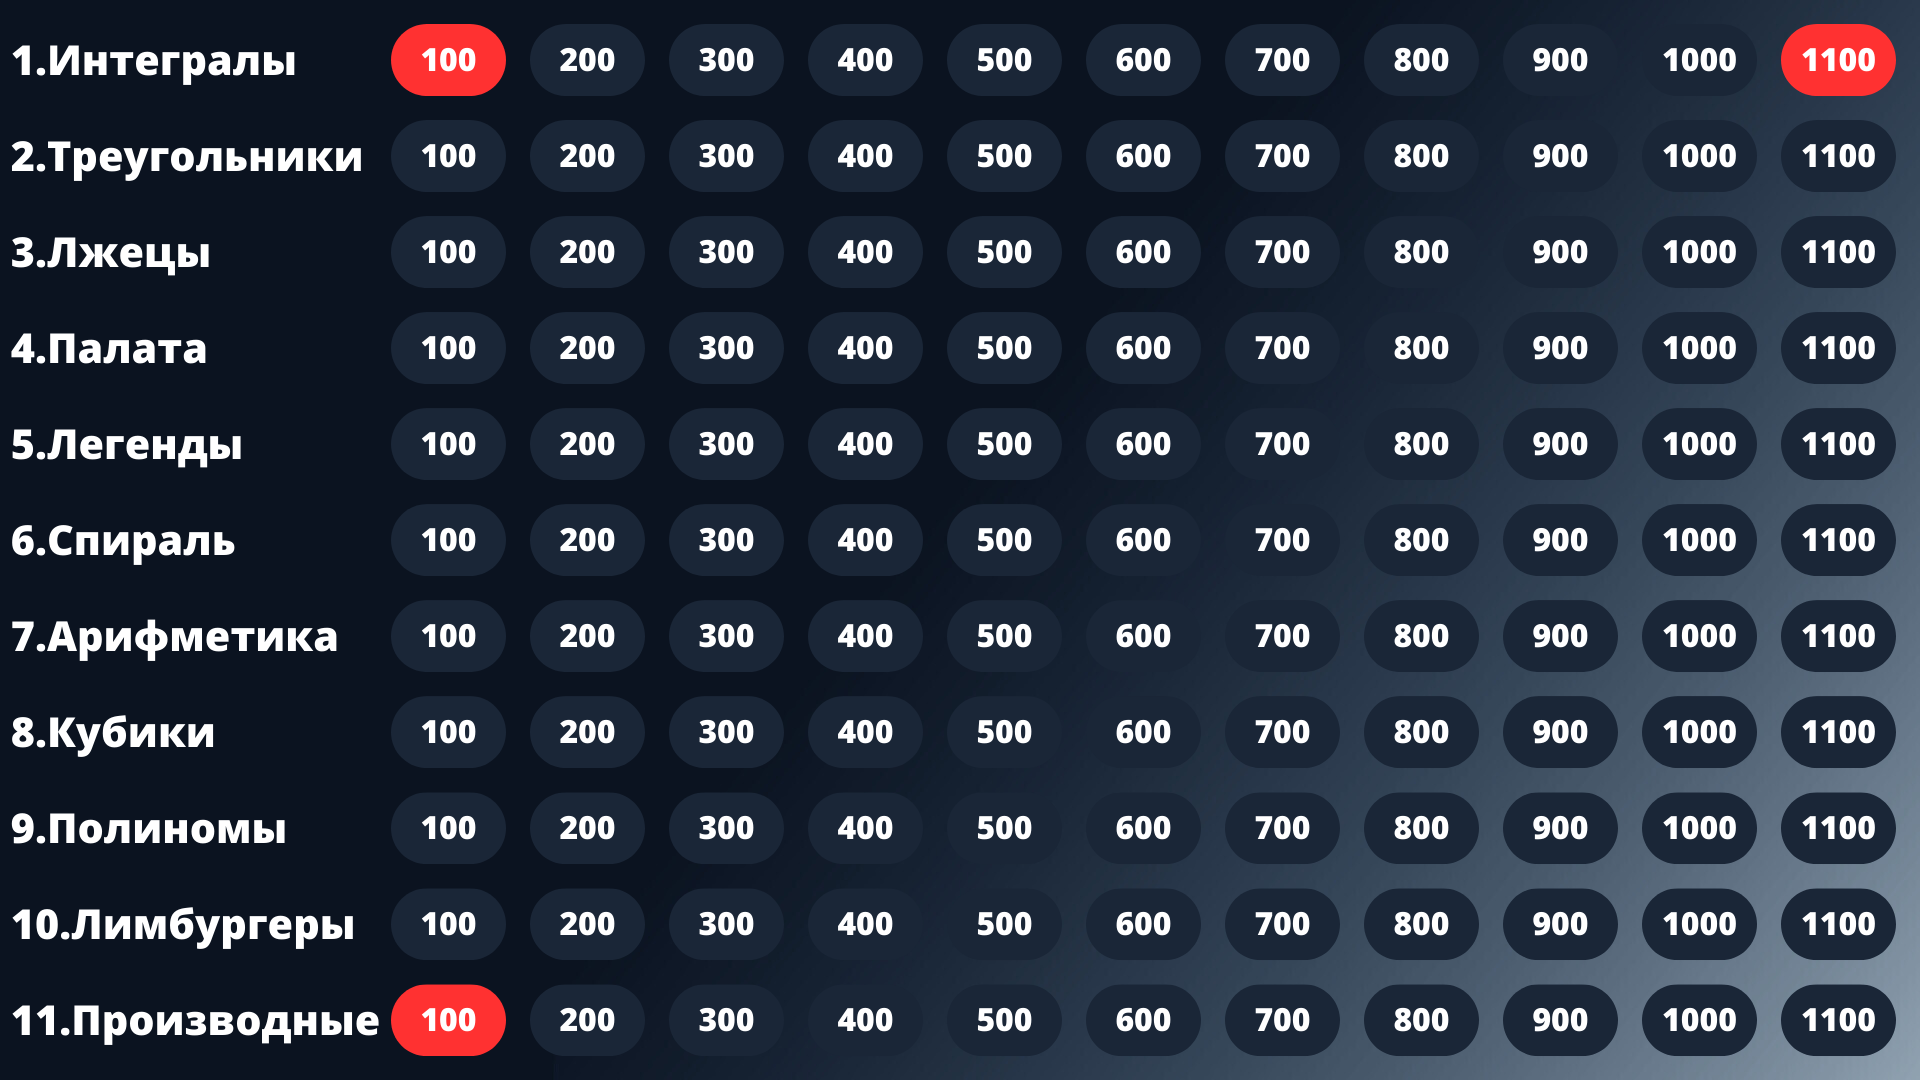 1.Интегралы 100 200 300 400 500 600 700 800 900 1000 1100
2.Треугольники 100 200 300 400 500 600 700 800 900 1000 1100
3.Лжецы 100 200 300 400 500 600 700 800 900 1000 1100
4.Палата 100 200 300 400 500 600 700 800 900 1000 1100
5.Легенды 100 200 300 400 500 600 700 800 900 1000 1100
6.Спираль 100 200 300 400 500 600 700 800 900 1000 1100
7.Арифметика 100 200 300 400 500 600 700 800 900 1000 1100
8.Кубики 100 200 300 400 500 600 700 800 900 1000 1100
9.Полиномы 100 200 300 400 500 600 700 800 900 1000 1100
10.Лимбургеры 100 200 300 400 500 600 700 800 900 1000 1100
11.Производные 100 200 300 400 500 600 700 800 900 1000 1100